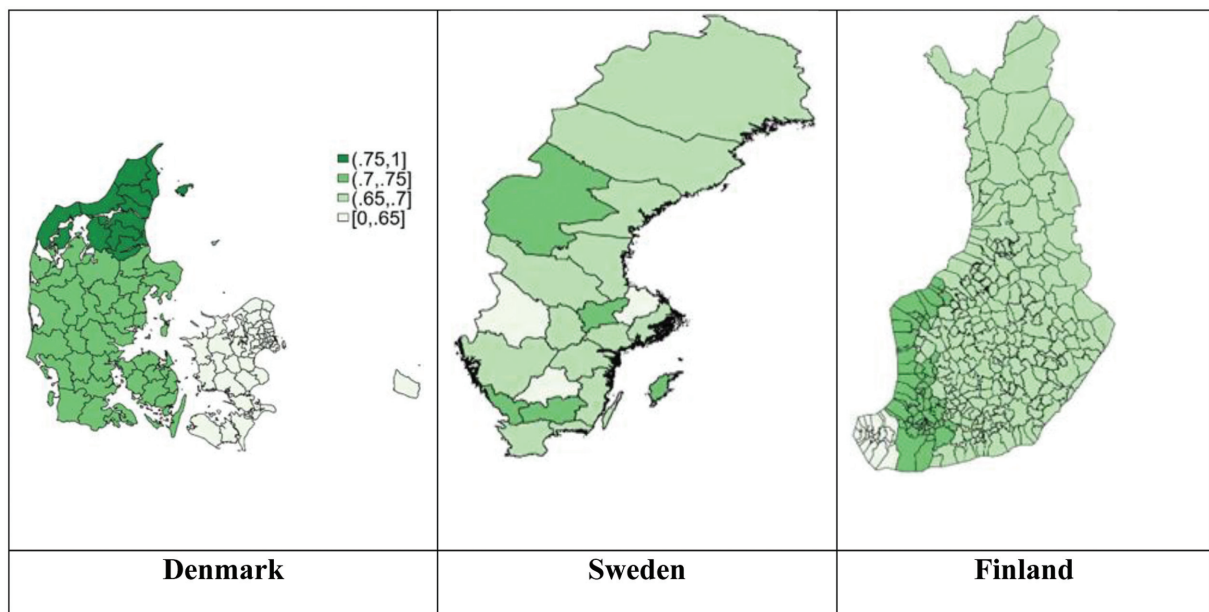 (.75,1]
(.7,.75]
(.65,.7]
[0,.65]
Denmark
Sweden
Finland